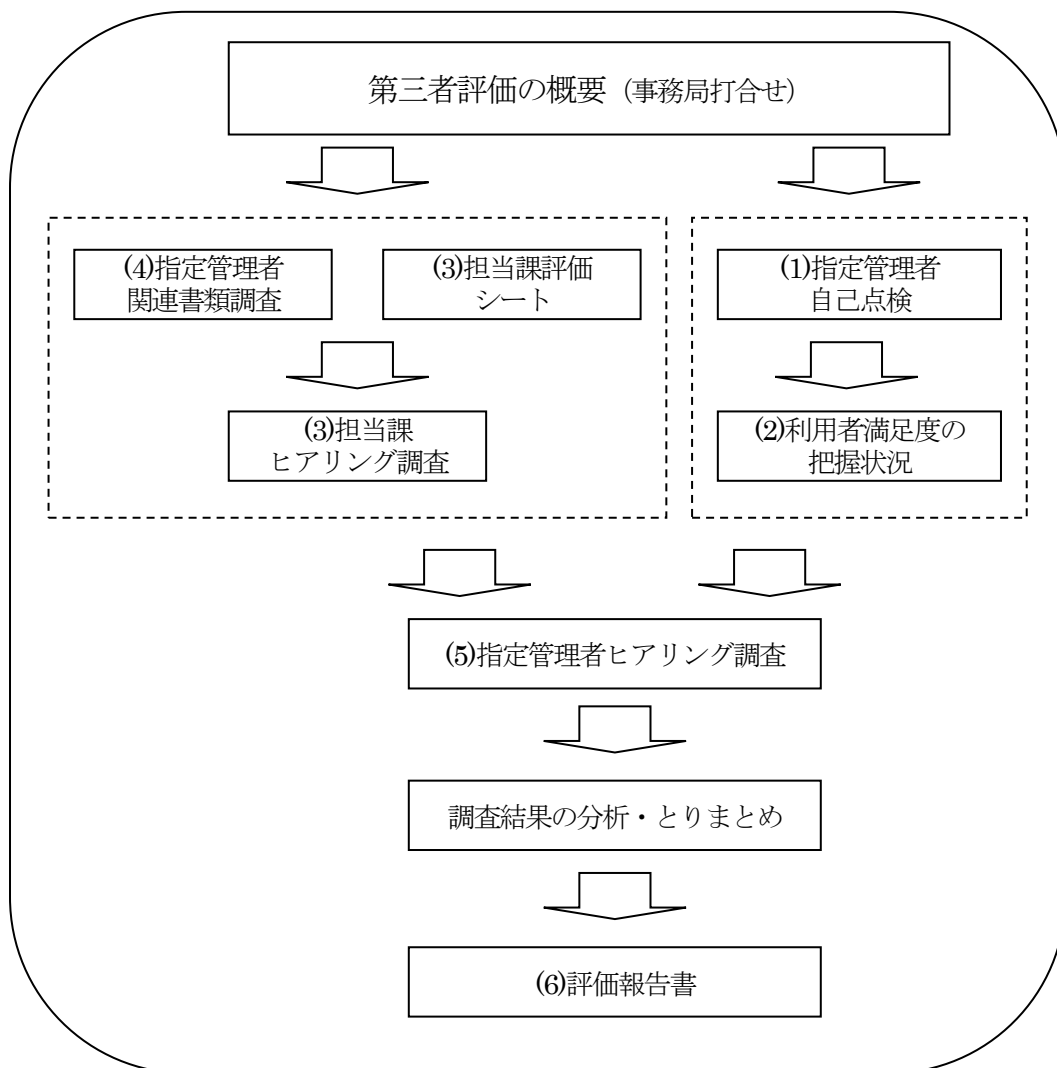 第三者評価の概要(事務局打合せ)
(4)指定管理者
関連書類調査
(3)担当課評価
シート
(1)指定管理者
自己点検
(3)担当課
ヒアリング調査
(2)利用者満足度の
把握状況
(5)指定管理者ヒアリング調査
調査結果の分析・とりまとめ
(6)評価報告書